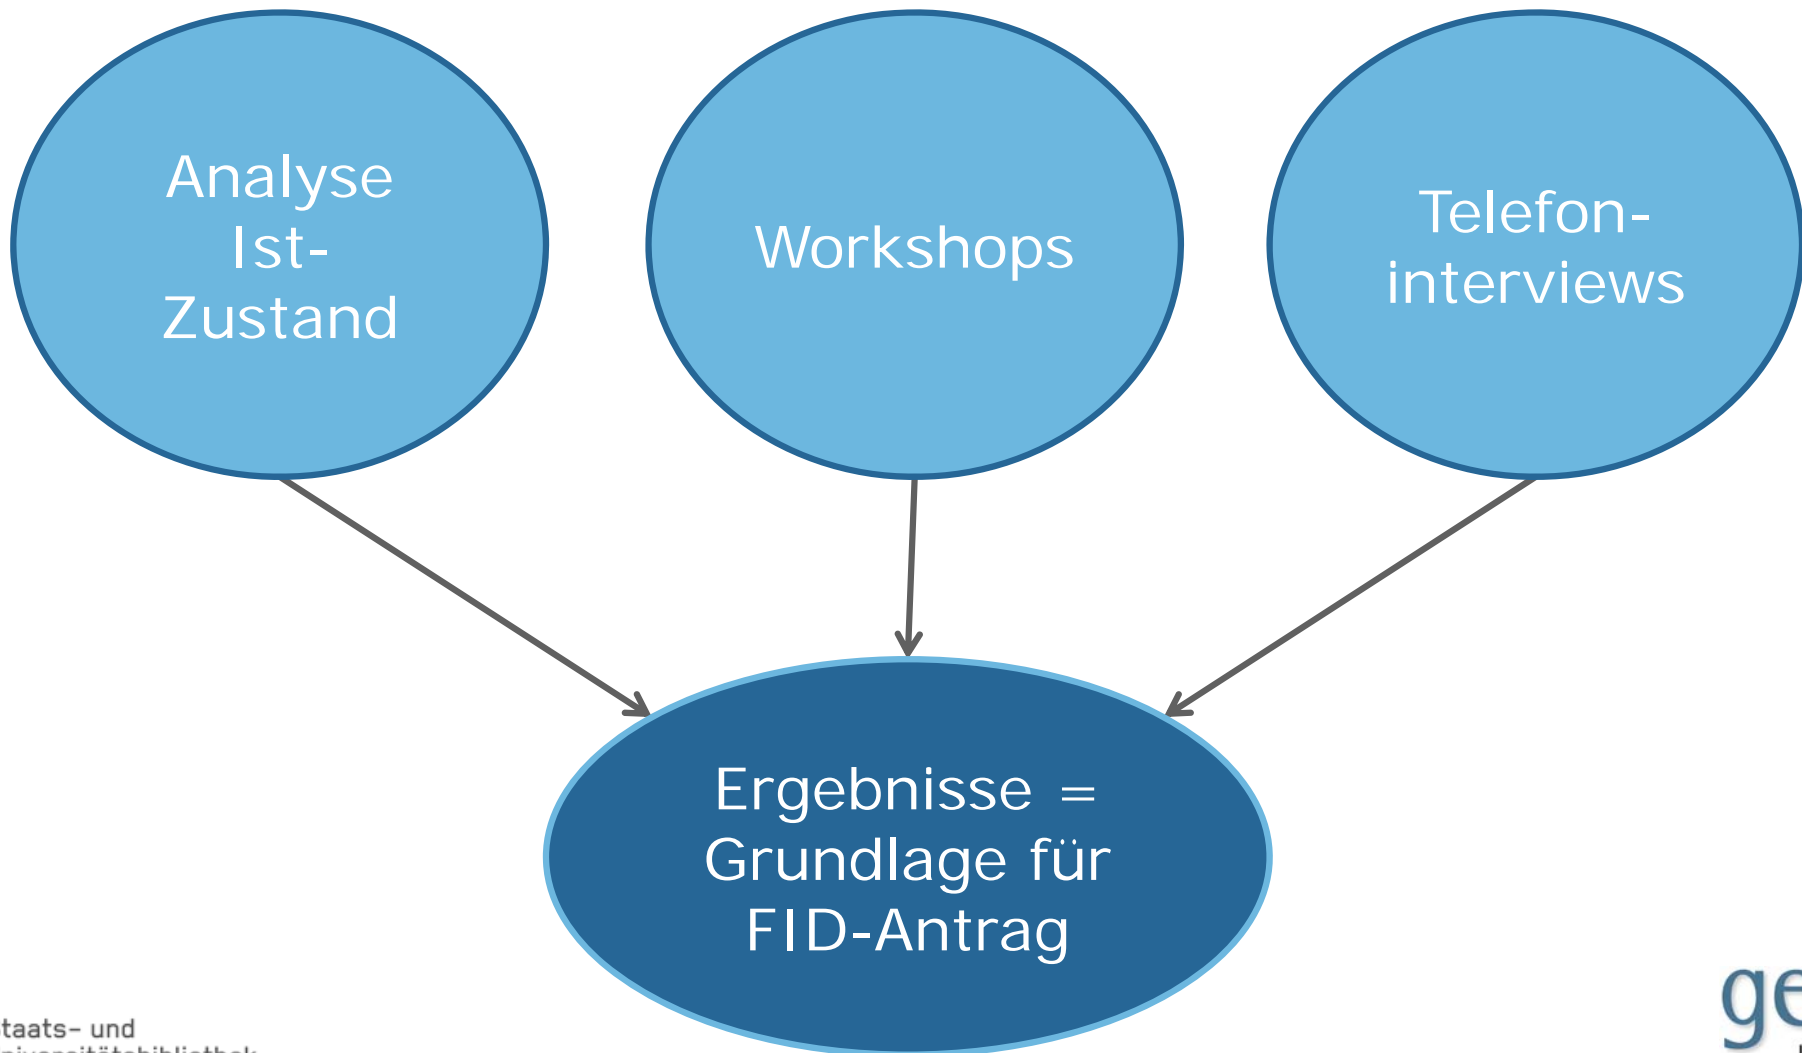 Analyse
Ist-
Zustand
Workshops
Telefon-
interviews
Ergebnisse =
Grundlage für
FID-Antrag
taats- und